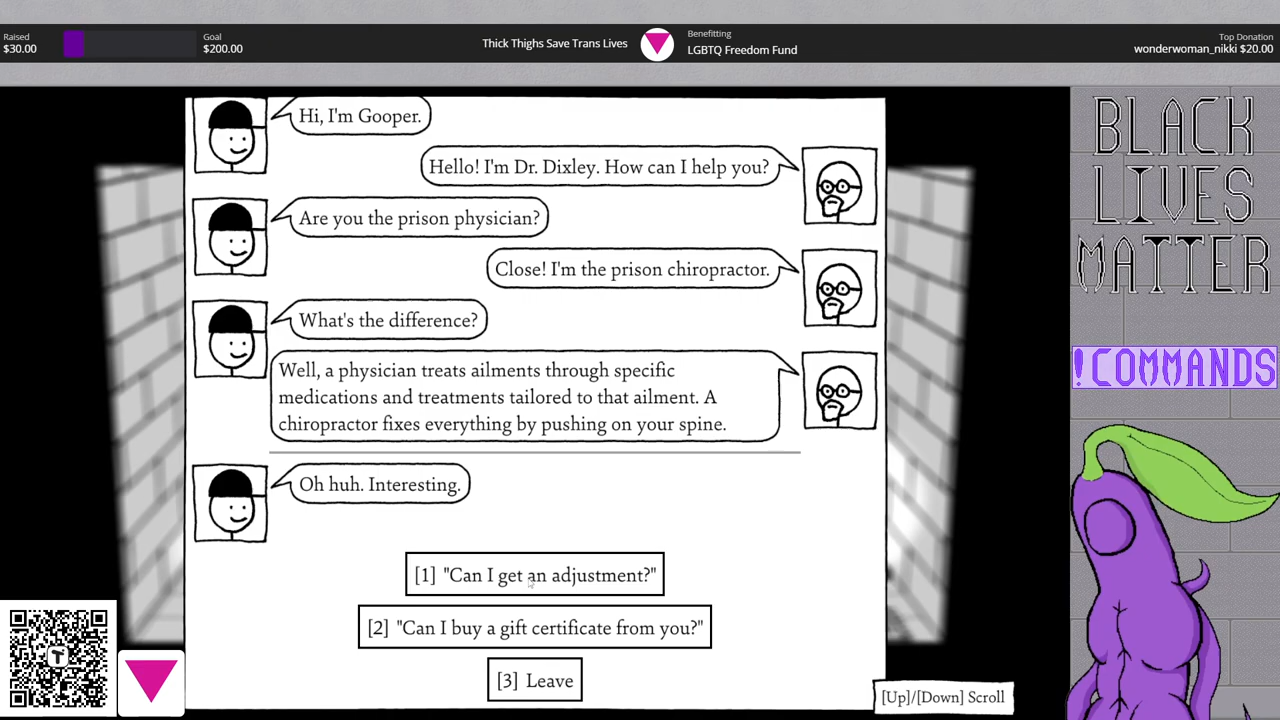 Raised
$30.00
Goal
$200.00
Thick Thighs Save Trans Lives
Benefitting
LGBTQ Freedom Fund
Top Donation
wonderwoman_nikki $20.00
Hi, I'm Gooper.
Hello! I'm Dr. Dixley. How can I help you?
Are you the prison physician?
Close! I'm the prison chiropractor.
What's the difference?
Well, a physician treats ailments through specific
medications and treatments tailored to that ailment. A
chiropractor fixes everything by pushing on your spine.
Oh huh. Interesting.
[1] "Can I get an adjustment?"
[2] "Can I buy a gift certificate from you?"
[3] Leave
[Up]/[Down] Scroll
BLACK
LIVES
MATTER
!COMMANDS
T